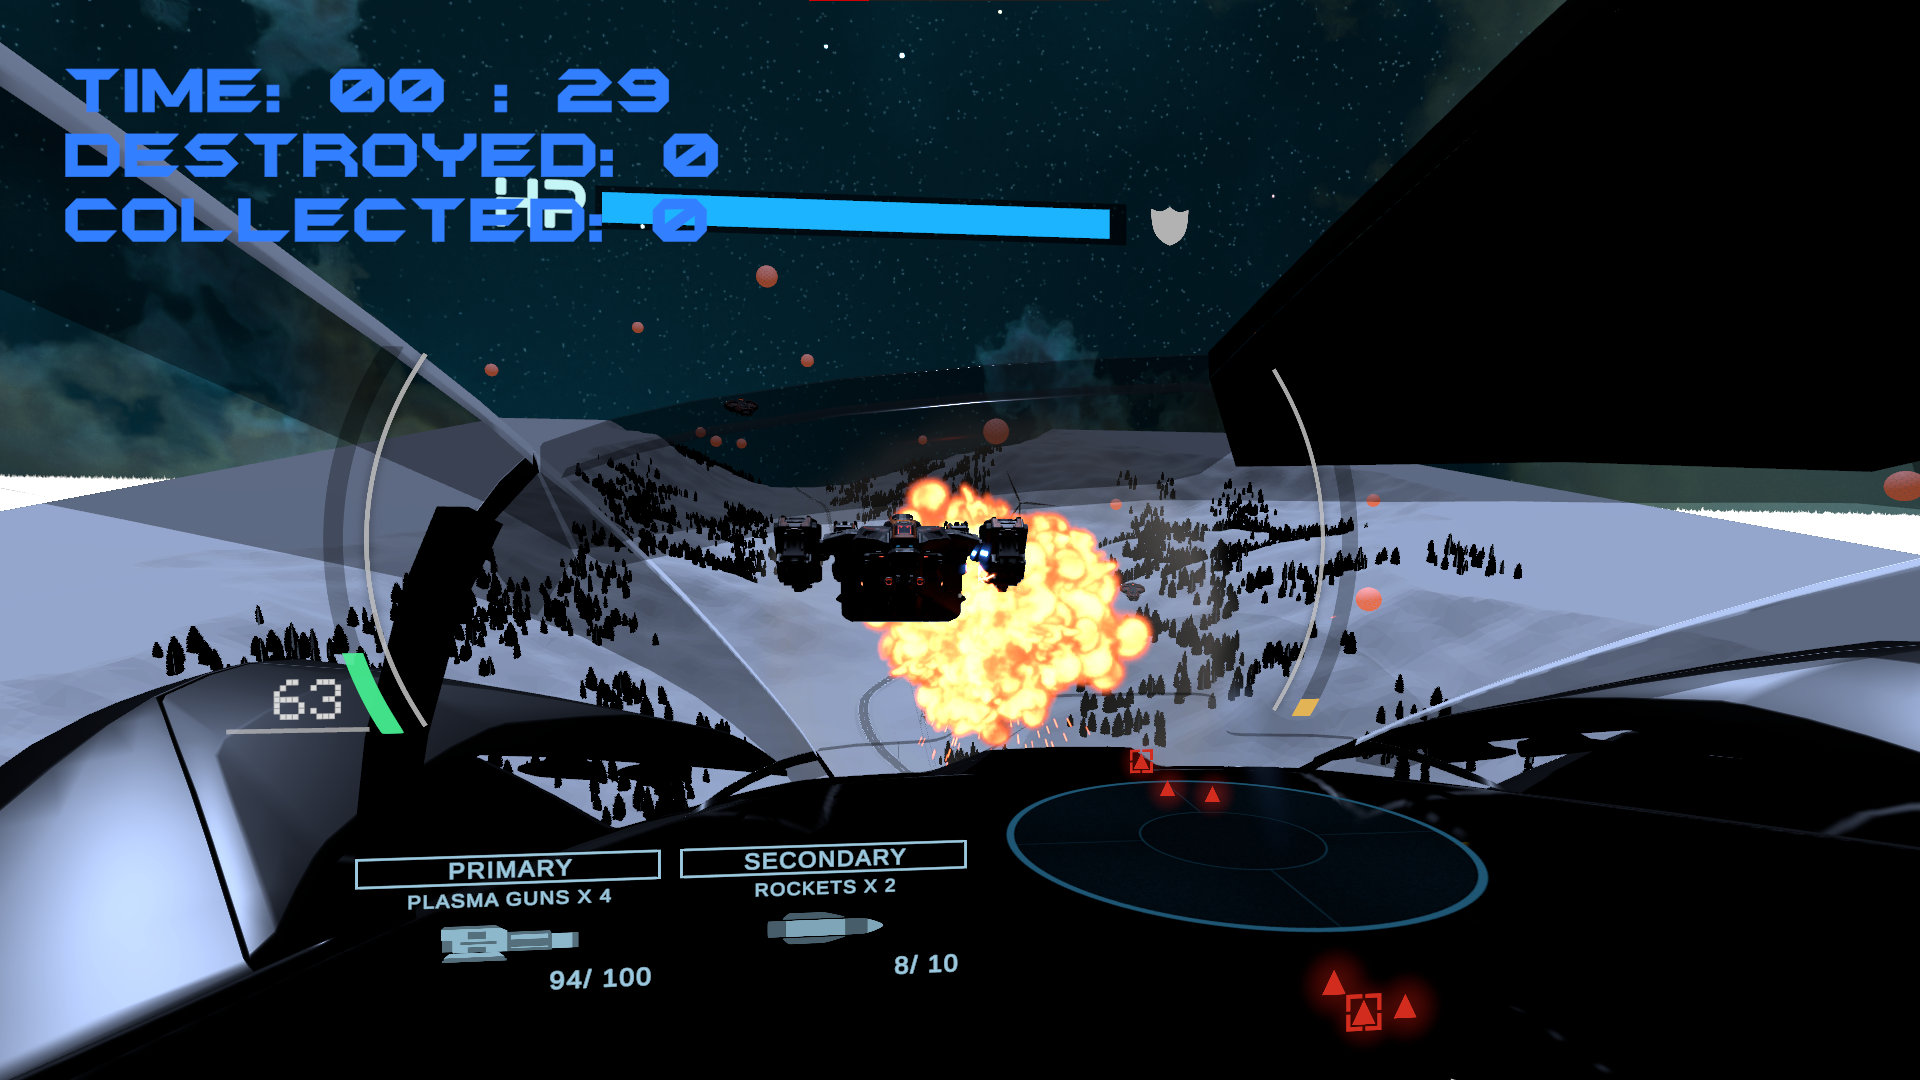 TIME: 00 : 29
DESTROYED: 0
HP
COLLECTED: 0
63
PRIMARY
PLASMA GUNS X 4
94/ 100
SECONDARY
ROCKETS X 2
8/ 10